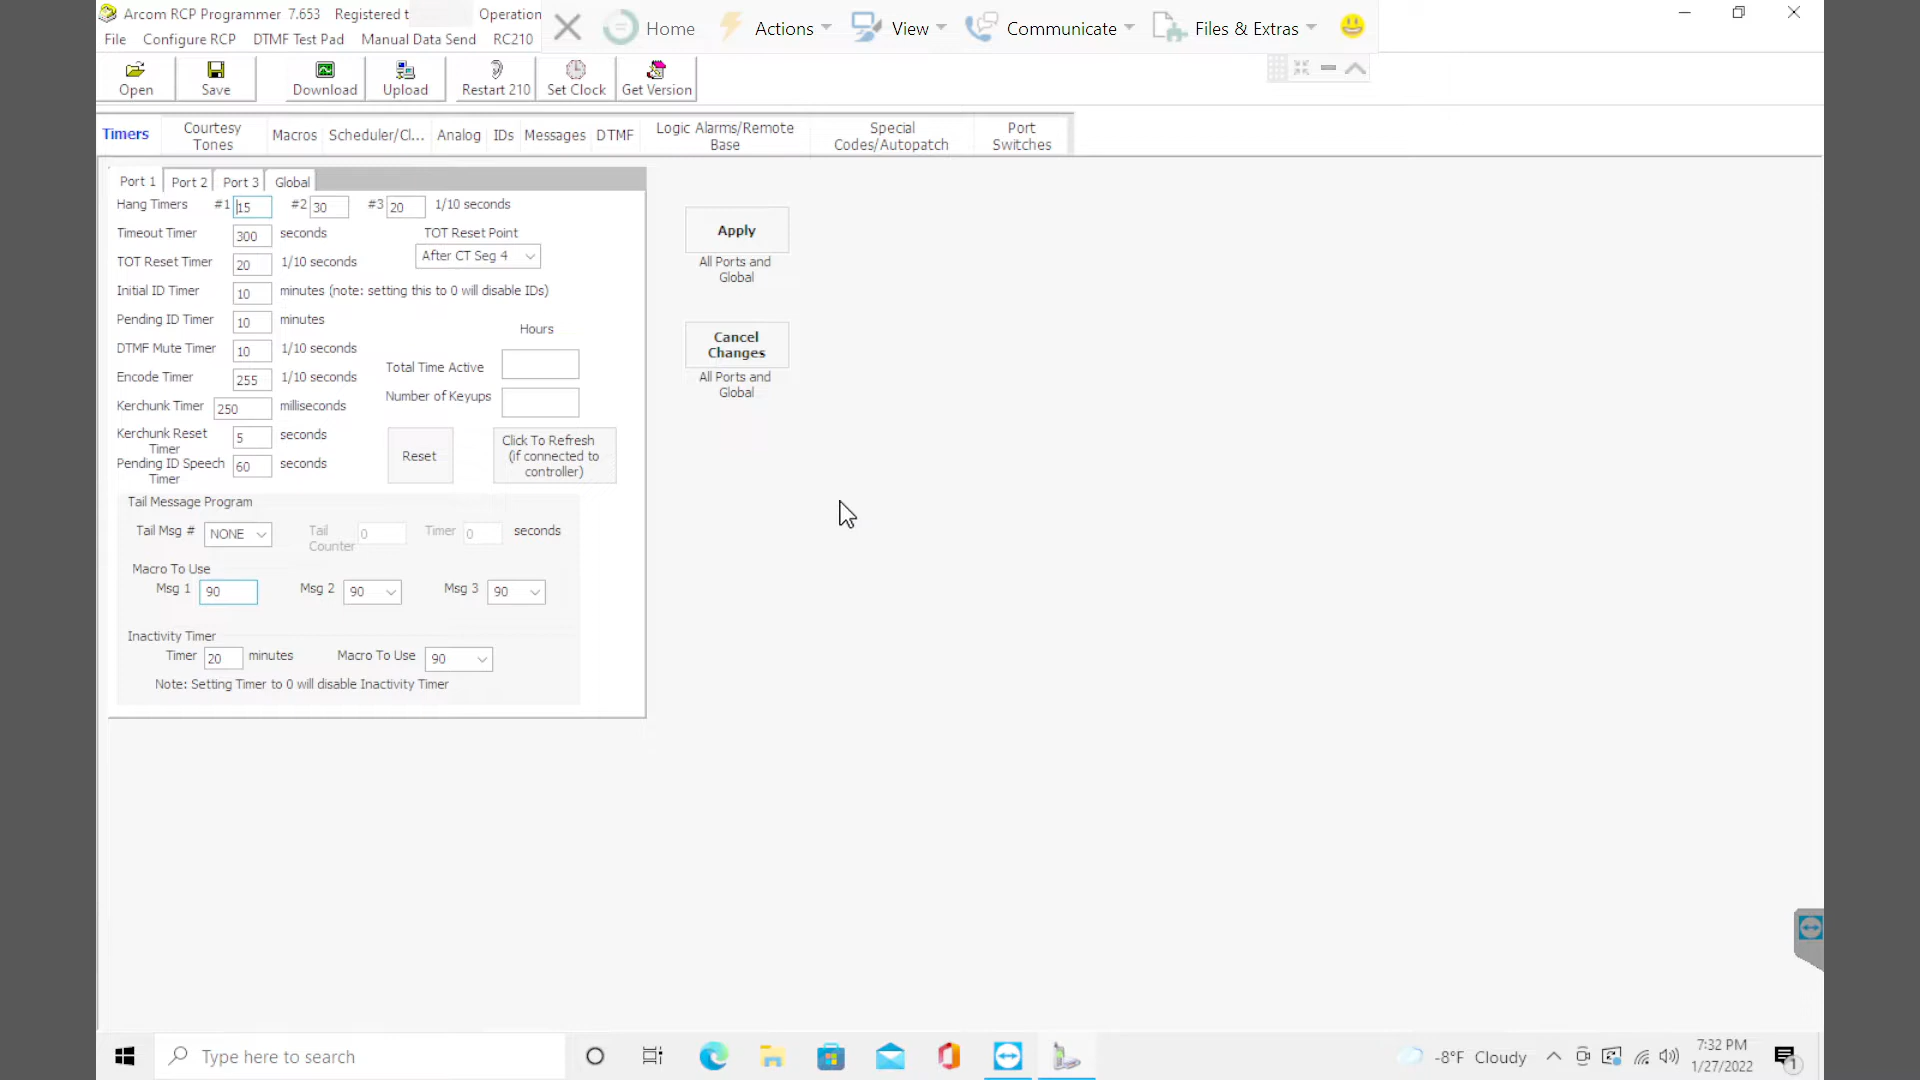 Arcom RCP Programmer 7.653 Registered t Operation
File Configure RCP DTMF Test Pad Manual Data Send RC210
Home Actions View Communicate Files & Extras
Open Save Download Upload Restart 210 Set Clock Get Version
Timers Courtesy Tones Macros Scheduler/Cl... Analog IDs Messages DTMF Logic Alarms/Remote Base Special Codes/Autopatch Port Switches
Port 1 Port 2 Port 3 Global
Hang Timers #1 15 #2 30 #3 20 1/10 seconds
Timeout Timer 300 seconds TOT Reset Point
TOT Reset Timer 20 1/10 seconds After CT Seg 4
Initial ID Timer 10 minutes (note: setting this to 0 will disable IDs)
Pending ID Timer 10 minutes
Hours
DTMF Mute Timer 10 1/10 seconds
Total Time Active
Encode Timer 255 1/10 seconds
Number of Keyups
Kerchunk Timer 250 milliseconds
Kerchunk Reset Timer 5 seconds
Pending ID Speech Timer 60 seconds
Reset
Click To Refresh
(if connected to
controller)
Tail Message Program
Tail Msg # NONE Tail Counter 0 Timer 0 seconds
Macro To Use
Msg 1 90 Msg 2 90 Msg 3 90
Inactivity Timer
Timer 20 minutes Macro To Use 90
Note: Setting Timer to 0 will disable Inactivity Timer
Apply
All Ports and
Global
Cancel
Changes
All Ports and
Global
Type here to search
-8°F Cloudy
7:32 PM
1/27/2022
1